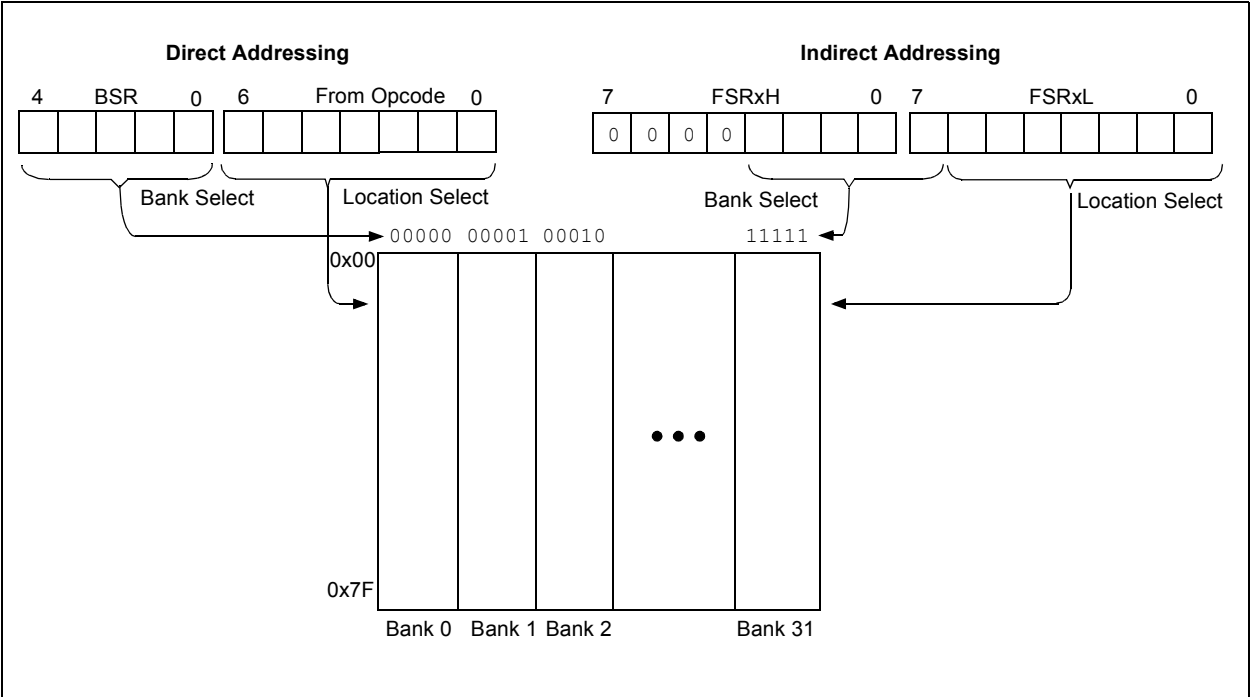 Direct Addressing
Indirect Addressing
4 BSR 0 6 From Opcode 0
7 FSRxH 0 7 FSRxL 0
0 0 0 0
Bank Select
Location Select
Bank Select
Location Select
00000 00001 00010 11111
0x00
0x7F
Bank 0 Bank 1 Bank 2 Bank 31